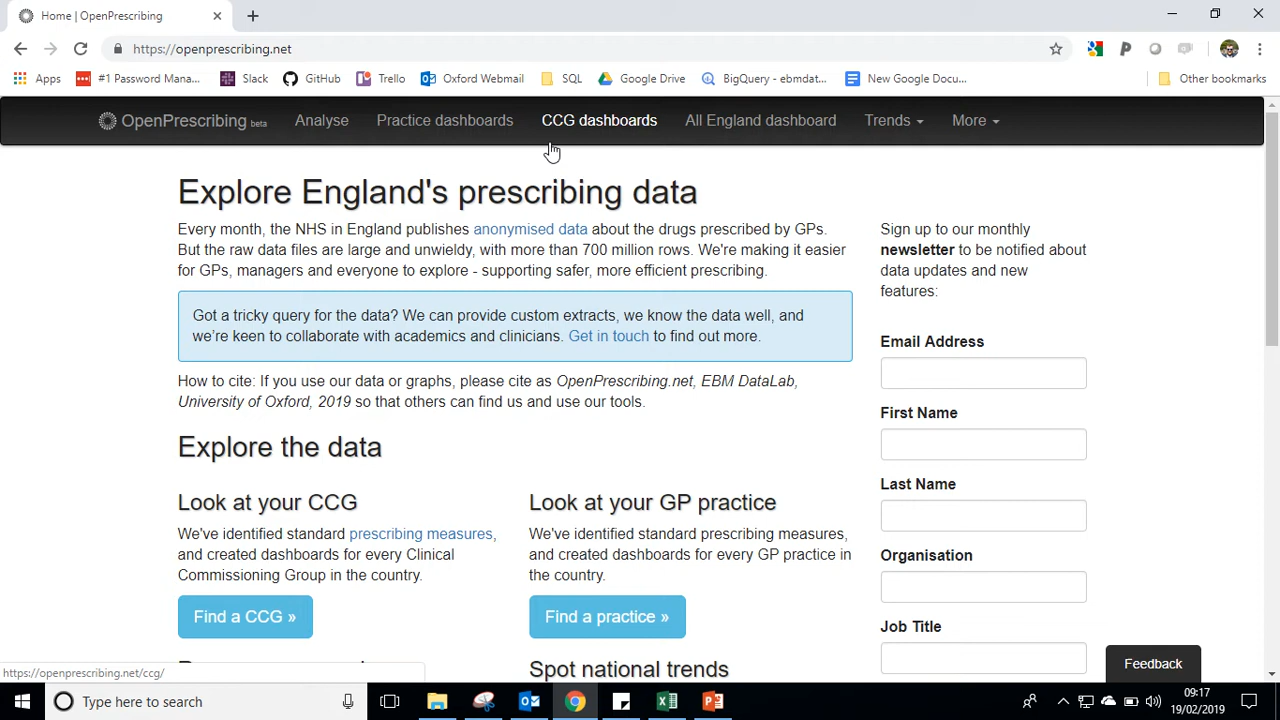 Home | OpenPrescribing
https://openprescribing.net
Apps
#1 Password Mana...
Slack
GitHub
Trello
Oxford Webmail
SQL
Google Drive
BigQuery - ebmdat...
New Google Docu...
Other bookmarks
OpenPrescribing beta
Analyse
Practice dashboards
CCG dashboards
All England dashboard
Trends
More
Explore England's prescribing data
Every month, the NHS in England publishes anonymised data about the drugs prescribed by GPs.
But the raw data files are large and unwieldy, with more than 700 million rows. We're making it easier
for GPs, managers and everyone to explore - supporting safer, more efficient prescribing.
Got a tricky query for the data? We can provide custom extracts, we know the data well, and
we're keen to collaborate with academics and clinicians. Get in touch to find out more.
How to cite: If you use our data or graphs, please cite as OpenPrescribing.net, EBM DataLab,
University of Oxford, 2019 so that others can find us and use our tools.
Explore the data
Look at your CCG
We've identified standard prescribing measures,
and created dashboards for every Clinical
Commissioning Group in the country.
Find a CCG »
Look at your GP practice
We've identified standard prescribing measures,
and created dashboards for every GP practice in
the country.
Find a practice »
Spot national trends
Sign up to our monthly
newsletter to be notified about
data updates and new
features:
Email Address
First Name
Last Name
Organisation
Job Title
Feedback
https://openprescribing.net/ccg/
Type here to search
09:17
19/02/2019